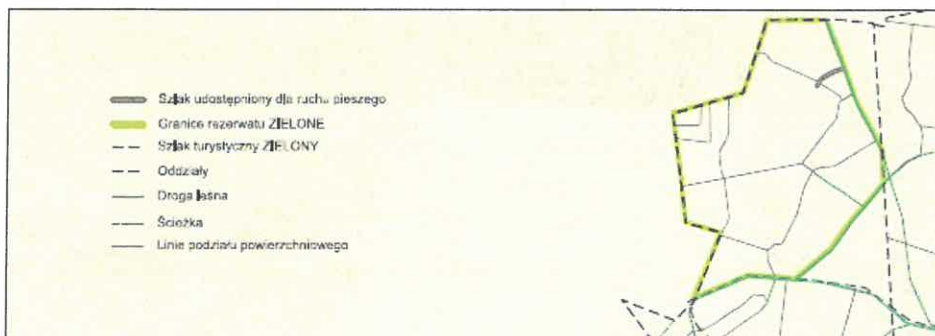 Szlak udostępniony dla ruchu pieszego
Granice rezerwatu ZIELONE
Szlak turystyczny ZIELONY
Oddziały
Droga leśna
Ścieżka
Linie podziału powierzchniowego